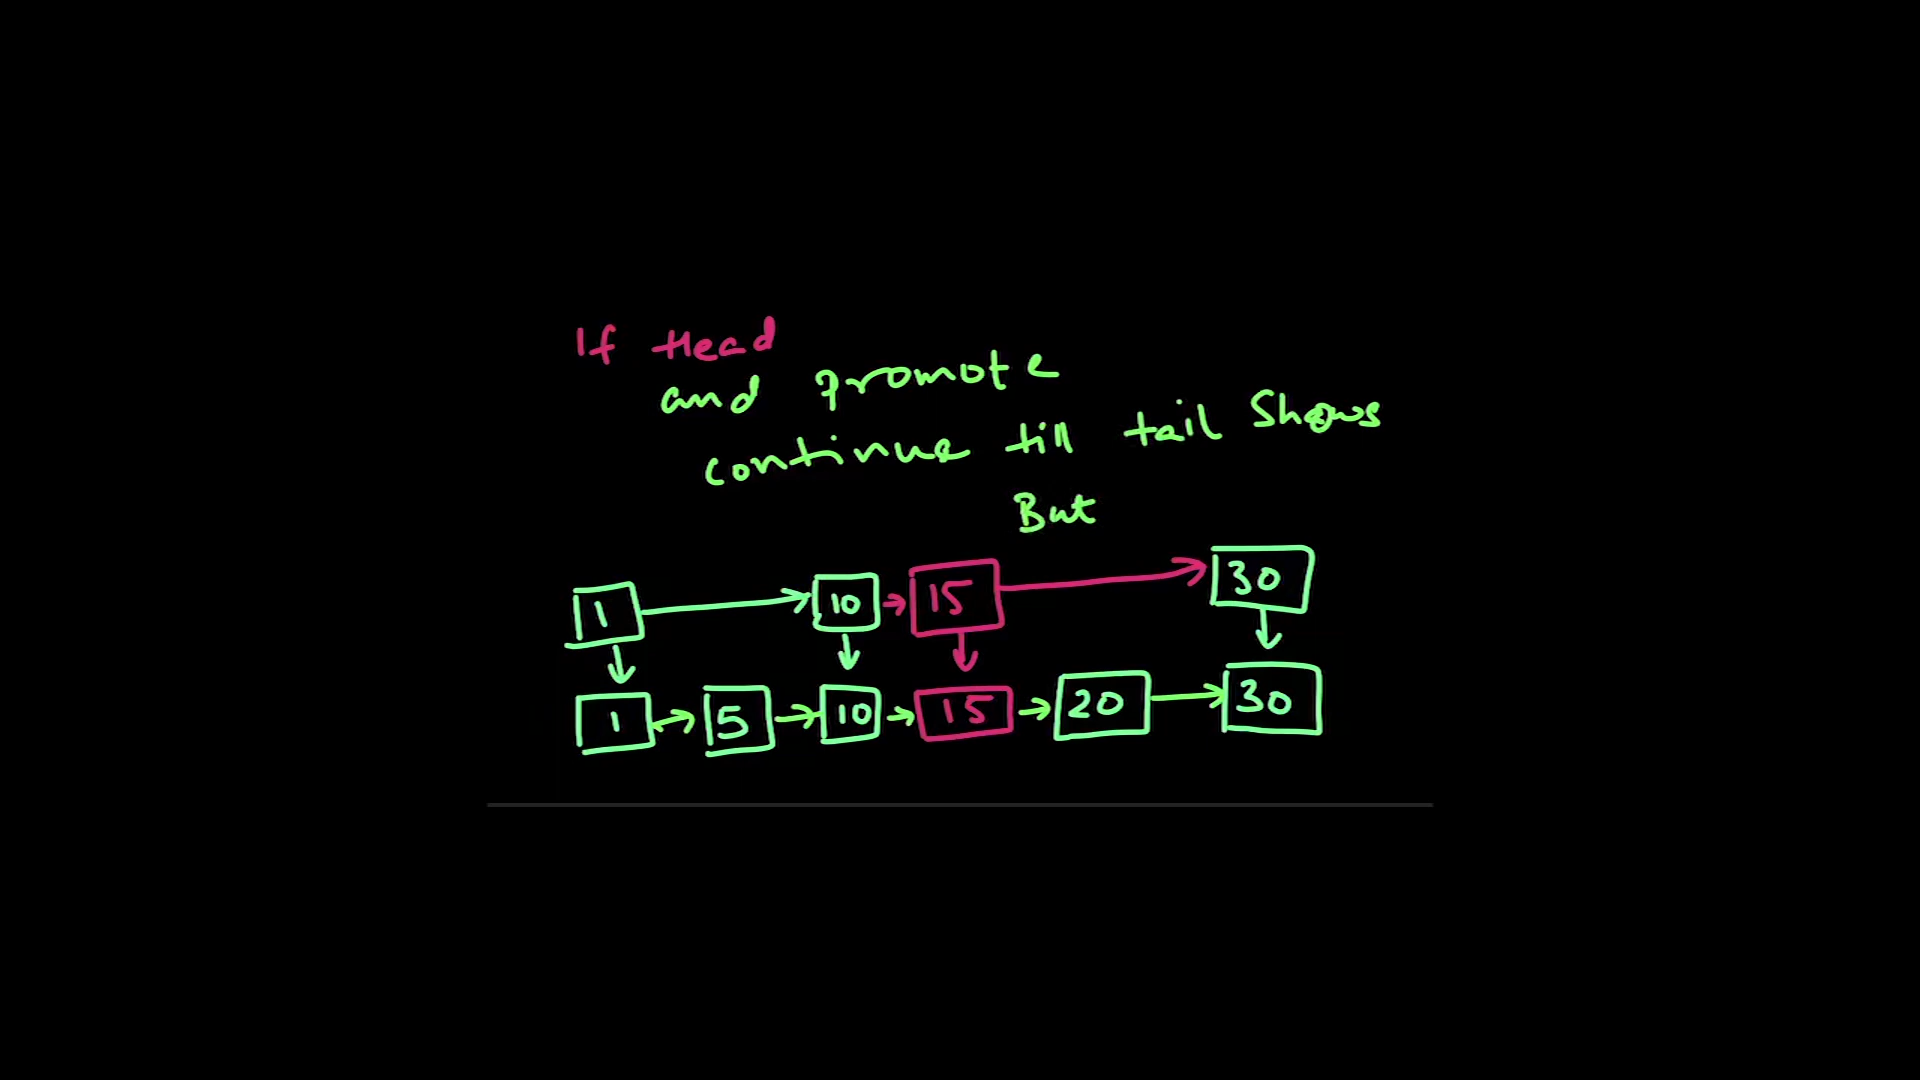 If Head
and promote
continue till tail Shows
But
1 10 15 30
1 5 10 15 20 30